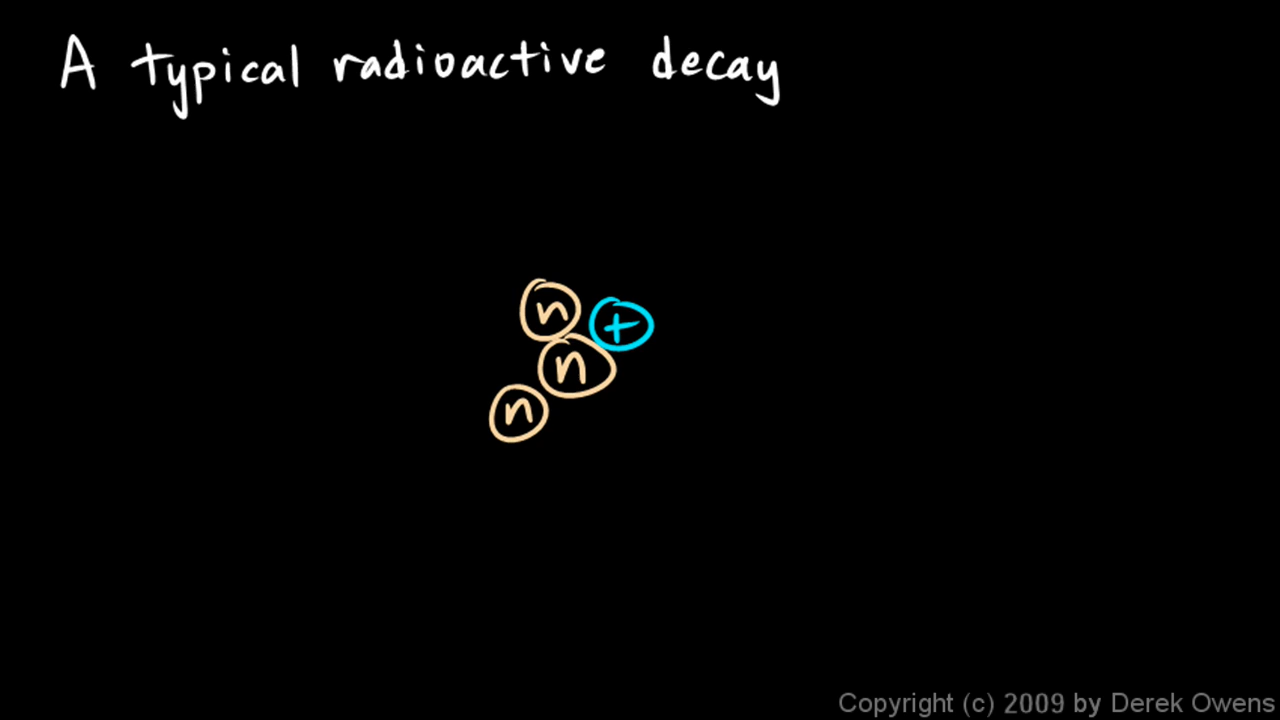 A typical radioactive decay
n +
n
n
Copyright (c) 2009 by Derek Owens